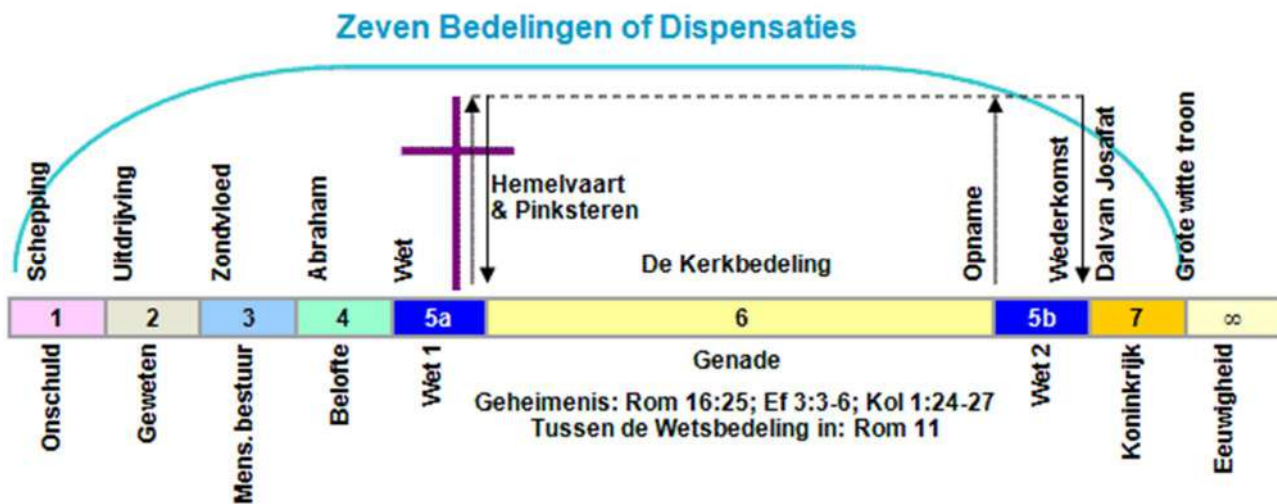 Zeven Bedelingen of Dispensaties
Schepping
Uitdrijving
Zondvloed
Abraham
Wet
Hemelvaart
& Pinksteren
De Kerkbedeling
Opname
Wederkomst
Dal van Josafat
Grote witte troon
1
2
3
4
5a
6
5b
7
∞
Onschuld
Geweten
Mens. bestuur
Belofte
Wet 1
Genade
Geheimenis: Rom 16:25; Ef 3:3-6; Kol 1:24-27
Tussen de Wetsbedeling in: Rom 11
Wet 2
Koninkrijk
Eeuwigheid